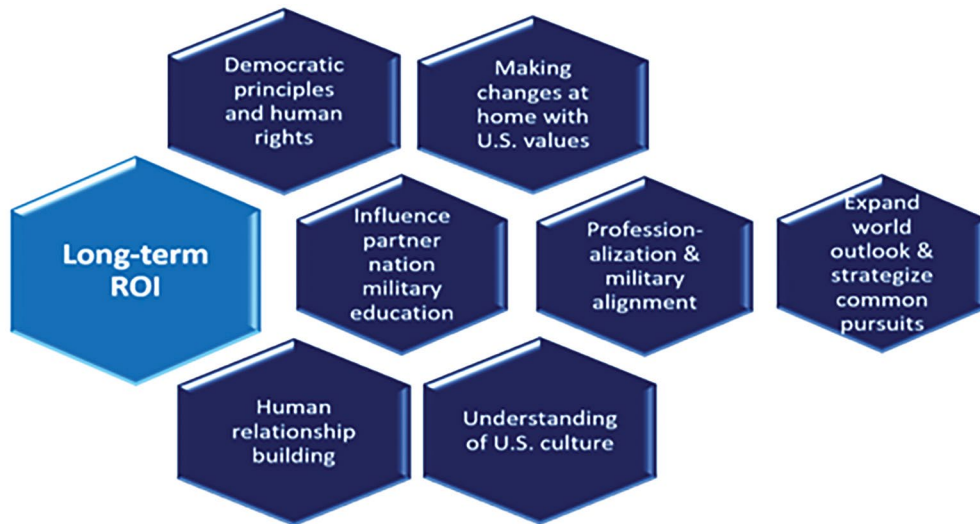 Democratic
principles
and human
rights
Making
changes at
home with
U.S. values
Long-term
ROI
Influence
partner
nation
military
education
Profession-
alization &
military
alignment
Expand
world
outlook &
strategize
common
pursuits
Human
relationship
building
Understanding
of U.S. culture